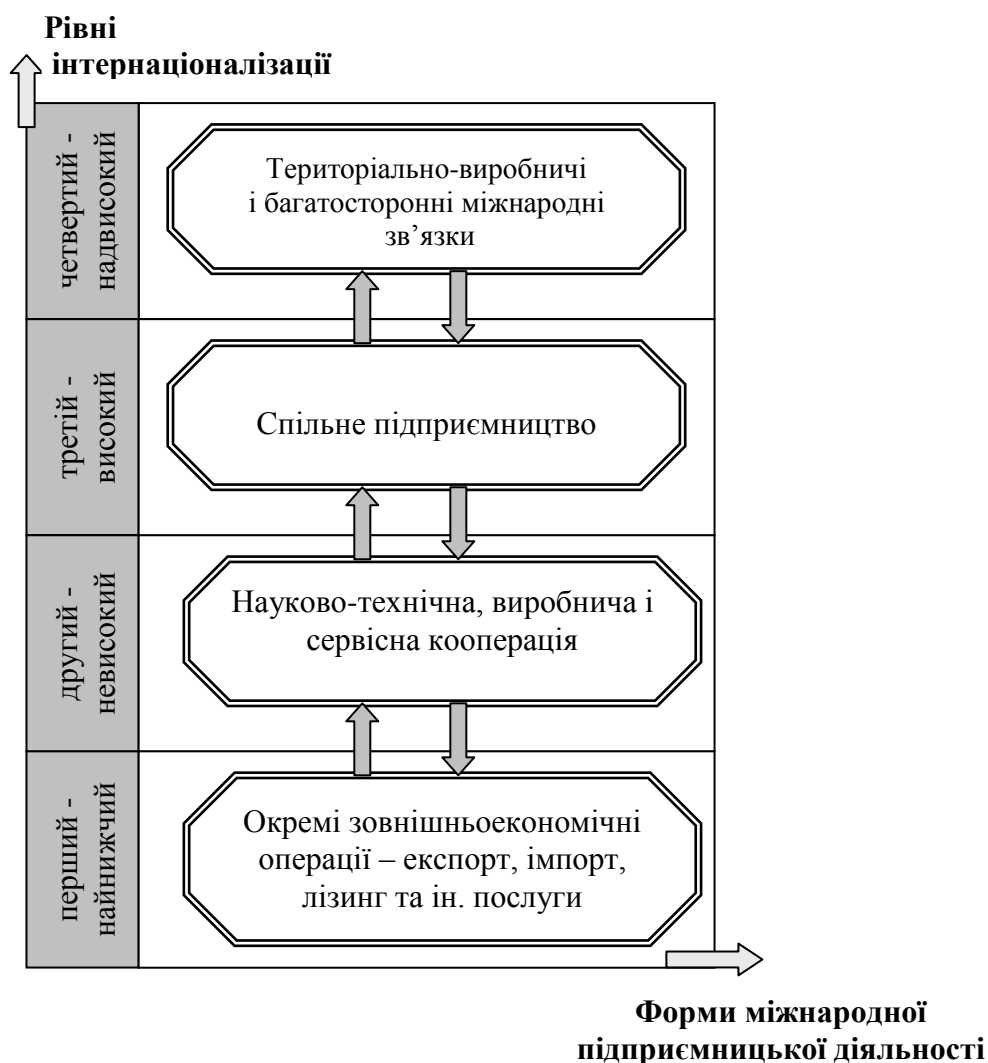 Рівні
інтернаціоналізації
четвертий -
надвисокий
Територіально-виробничі
і багатосторонні міжнародні
зв’язки
третій -
високий
Спільне підприємництво
другий -
невисокий
Науково-технічна, виробнича і
сервісна кооперація
перший -
найнижчий
Окремі зовнішньоекономічні
операції – експорт, імпорт,
лізинг та ін. послуги
Форми міжнародної
підприємницької діяльності